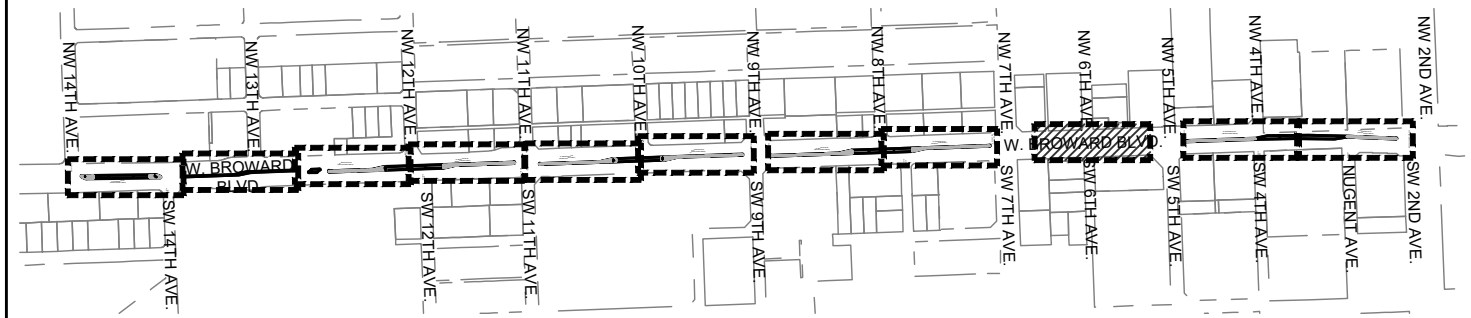 NW 14TH AVE.
NW 13TH AVE.
NW 12TH AVE.
NW 11TH AVE.
NW 10TH AVE.
NW 9TH AVE.
NW 8TH AVE.
NW 7TH AVE.
NW 6TH AVE.
NW 5TH AVE.
NW 4TH AVE.
NW 2ND AVE.
W. BROWARD
BLVD.
W. BROWARD BLVD.
SW 14TH AVE.
SW 12TH AVE.
SW 11TH AVE.
SW 9TH AVE.
SW 7TH AVE.
SW 6TH AVE.
SW 5TH AVE.
SW 4TH AVE.
NUGENT AVE.
SW 2ND AVE.